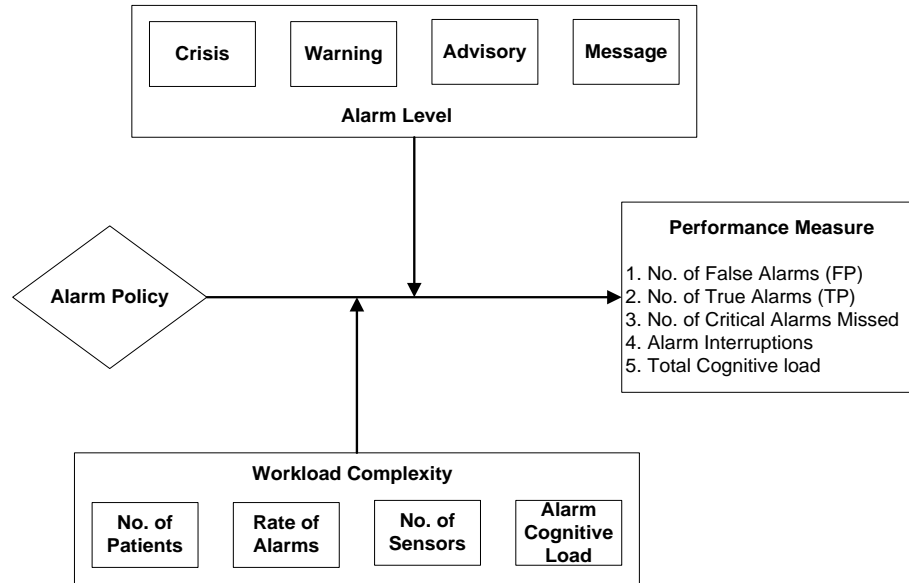 Crisis
Warning
Advisory
Message
Alarm Level
Alarm Policy
Performance Measure
1. No. of False Alarms (FP)
2. No. of True Alarms (TP)
3. No. of Critical Alarms Missed
4. Alarm Interruptions
5. Total Cognitive load
Workload Complexity
No. of
Patients
Rate of
Alarms
No. of
Sensors
Alarm
Cognitive
Load